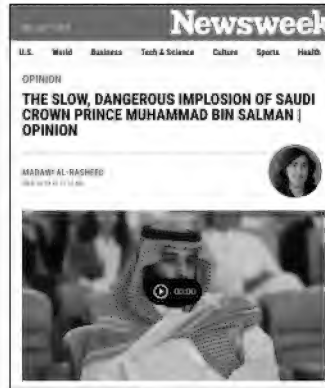 Newsweek
U.S. World Business Tech & Science Culture Sports Health
OPINION
THE SLOW, DANGEROUS IMPLOSION OF SAUDI
CROWN PRINCE MUHAMMAD BIN SALMAN |
OPINION
MADAWI AL-RASHEED
00:00